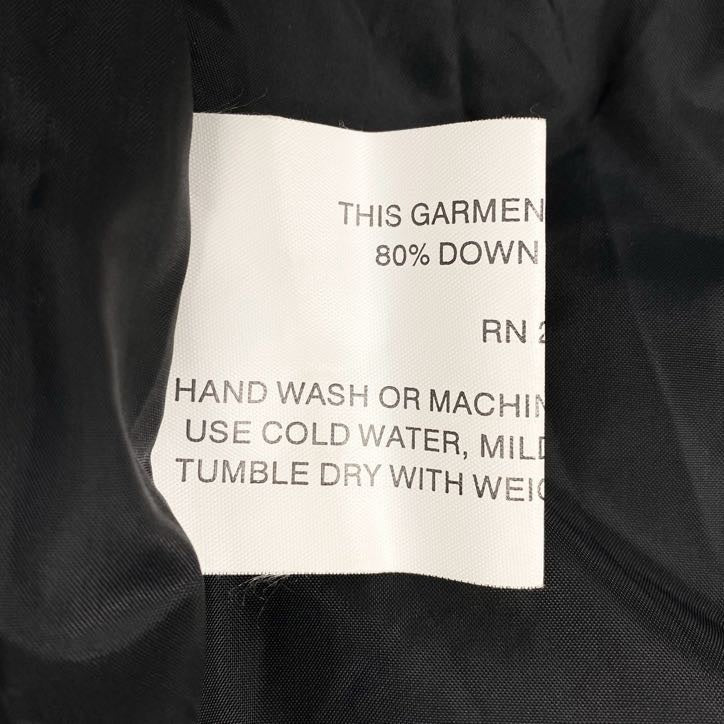 THIS GARMEN
80% DOWN
RN 2
HAND WASH OR MACHIN
USE COLD WATER, MILD
TUMBLE DRY WITH WEIG